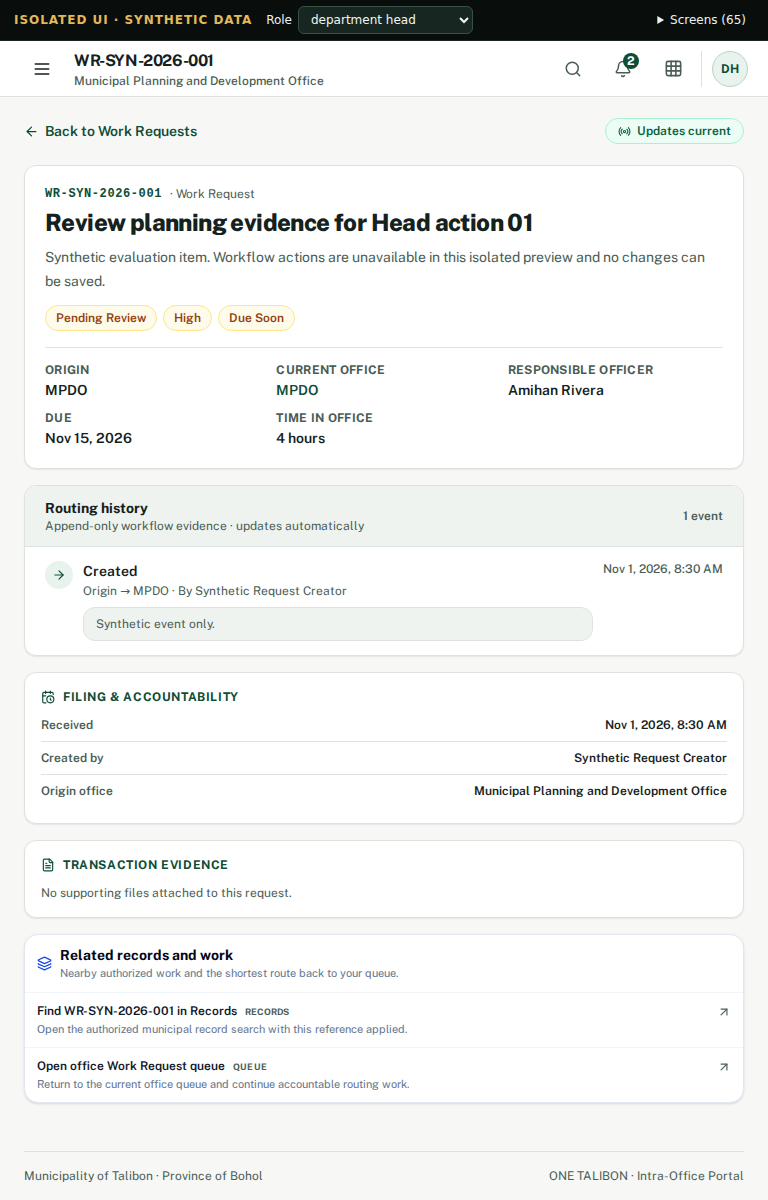 ISOLATED UI · SYNTHETIC DATA Role department head Screens (65)
WR-SYN-2026-001
Municipal Planning and Development Office
2
DH
Back to Work Requests
Updates current
WR-SYN-2026-001 · Work Request
Review planning evidence for Head action 01
Synthetic evaluation item. Workflow actions are unavailable in this isolated preview and no changes can
be saved.
Pending Review High Due Soon
ORIGIN CURRENT OFFICE RESPONSIBLE OFFICER
MPDO MPDO Amihan Rivera
DUE TIME IN OFFICE
Nov 15, 2026 4 hours
Routing history
Append-only workflow evidence · updates automatically
1 event
Created
Nov 1, 2026, 8:30 AM
Origin → MPDO · By Synthetic Request Creator
Synthetic event only.
FILING & ACCOUNTABILITY
Received Nov 1, 2026, 8:30 AM
Created by Synthetic Request Creator
Origin office Municipal Planning and Development Office
TRANSACTION EVIDENCE
No supporting files attached to this request.
Related records and work
Nearby authorized work and the shortest route back to your queue.
Find WR-SYN-2026-001 in Records RECORDS
Open the authorized municipal record search with this reference applied.
Open office Work Request queue QUEUE
Return to the current office queue and continue accountable routing work.
Municipality of Talibon · Province of Bohol ONE TALIBON · Intra-Office Portal